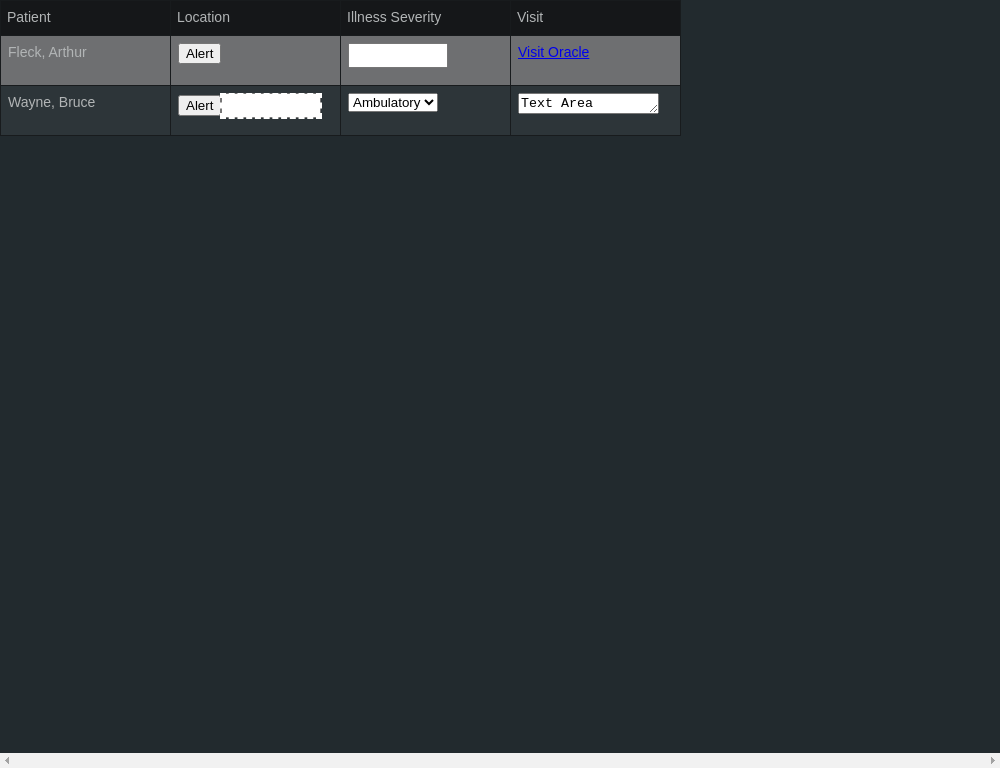 Patient Location Illness Severity Visit
Fleck, Arthur Alert Visit Oracle
Wayne, Bruce Alert Ambulatory Text Area